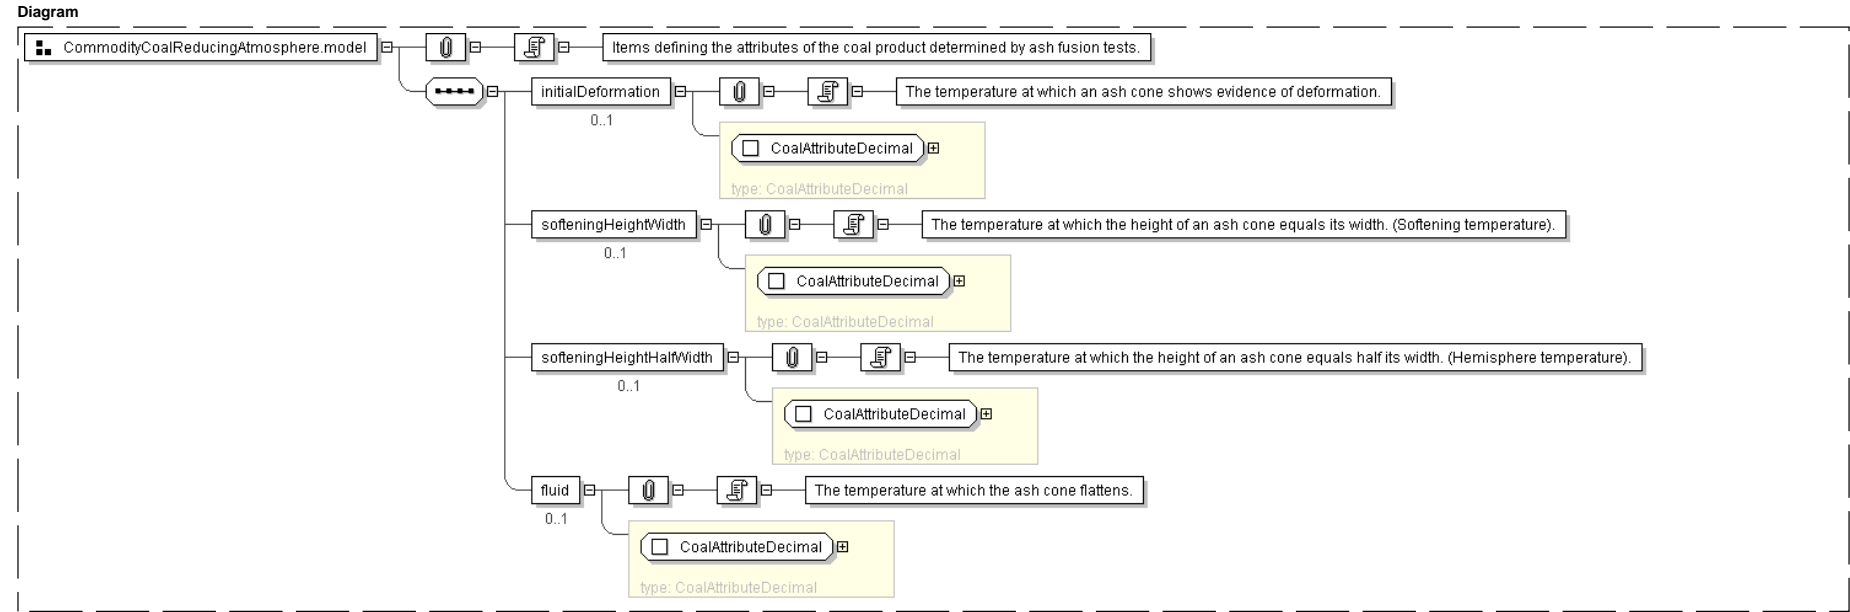 Diagram
CommodityCoalReducingAtmosphere.model
Items defining the attributes of the coal product determined by ash fusion tests.
initialDeformation
The temperature at which an ash cone shows evidence of deformation.
0..1
CoalAttributeDecimal
type: CoalAttributeDecimal
softeningHeightWidth
The temperature at which the height of an ash cone equals its width. (Softening temperature).
0..1
CoalAttributeDecimal
type: CoalAttributeDecimal
softeningHeightHalfWidth
The temperature at which the height of an ash cone equals half its width. (Hemisphere temperature).
0..1
CoalAttributeDecimal
type: CoalAttributeDecimal
fluid
The temperature at which the ash cone flattens.
0..1
CoalAttributeDecimal
type: CoalAttributeDecimal